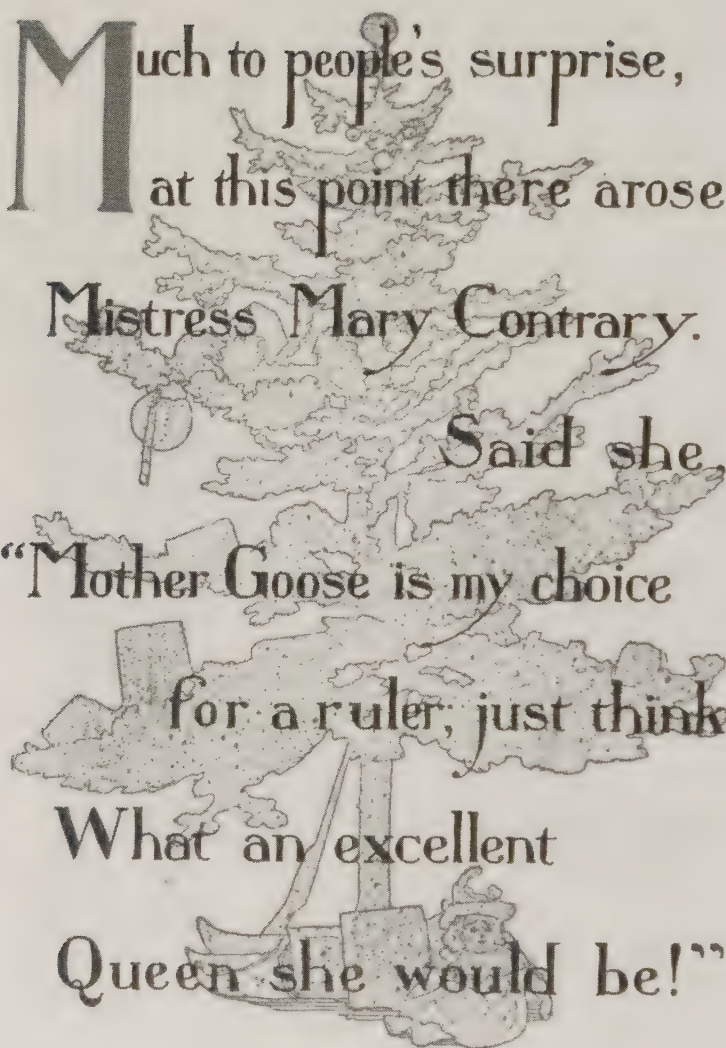 Much to people's surprise,
at this point there arose
Mistress Mary Contrary.
Said she,
“Mother Goose is my choice
for a ruler; just think
What an excellent
Queen she would be!”